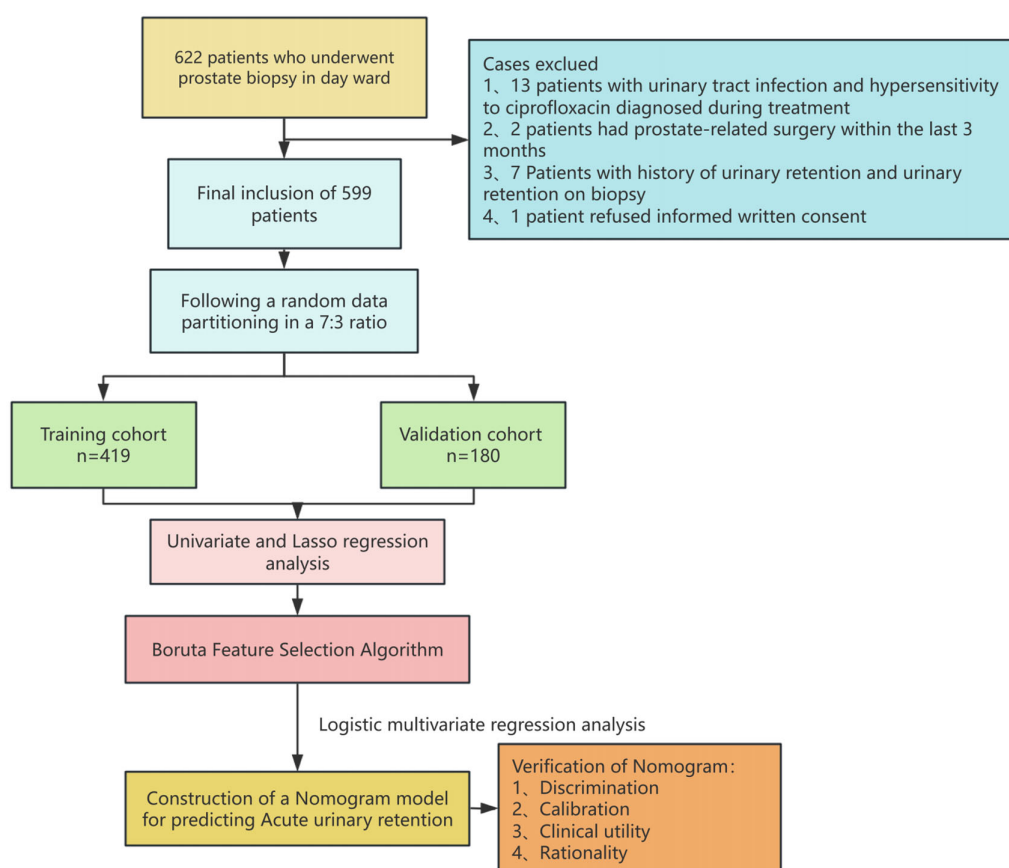 622 patients who underwent
prostate biopsy in day ward
Cases exclued
1、13 patients with urinary tract infection and hypersensitivity
to ciprofloxacin diagnosed during treatment
2、2 patients had prostate-related surgery within the last 3
months
3、7 Patients with history of urinary retention and urinary
retention on biopsy
4、1 patient refused informed written consent
Final inclusion of 599
patients
Following a random data
partitioning in a 7:3 ratio
Training cohort
n=419
Validation cohort
n=180
Univariate and Lasso regression
analysis
Boruta Feature Selection Algorithm
Logistic multivariate regression analysis
Construction of a Nomogram model
for predicting Acute urinary retention
Verification of Nomogram：
1、Discrimination
2、Calibration
3、Clinical utility
4、Rationality